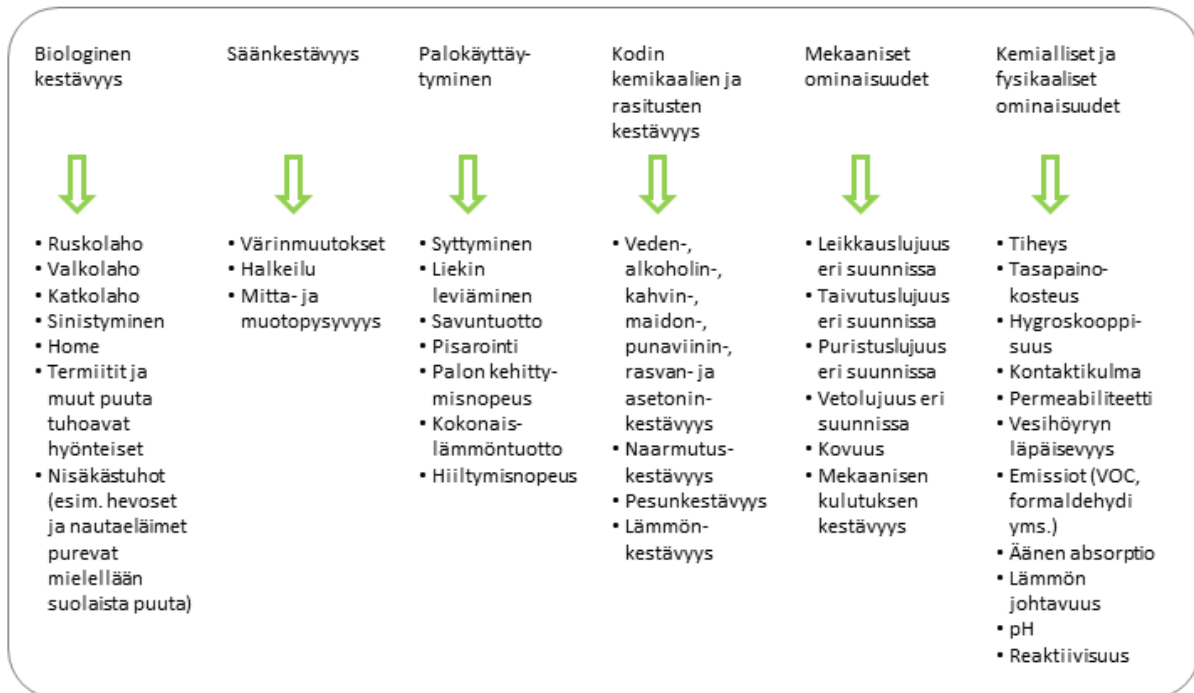 Biologinen
kestävyys
Säänkestävyys
Palokäyttäy-
tyminen
Kodin
kemikaalien ja
rasitusten
kestävyys
Mekaaniset
ominaisuudet
Kemialliset ja
fysikaaliset
ominaisuudet
• Ruskolaho
• Valkolaho
• Katkolaho
• Sinistyminen
• Home
• Termiitit ja
muut puuta
tuhoavat
hyönteiset
• Nisäkästuhot
(esim. hevoset
ja nautaeläimet
purevat
mielellään
suolaista puuta)
• Värinmuutokset
• Halkeilu
• Mitta- ja
muotopysyvyys
• Syttyminen
• Liekin
leviäminen
• Savuntuotto
• Pisarointi
• Palon kehitty-
misnopeus
• Kokonais-
lämmöntuotto
• Hiiltymisnopeus
• Veden-,
alkoholin-,
kahvin-,
maidon-,
punaviinin-,
rasvan- ja
asetonin-
kestävyys
• Naarmutus-
kestävyys
• Pesunkestävyys
• Lämmön-
kestävyys
• Leikkauslujuus
eri suunnissa
• Taivutuslujuus
eri suunnissa
• Puristuslujuus
eri suunnissa
• Vetolujuus eri
suunnissa
• Kovuus
• Mekaanisen
kulutuksen
kestävyys
• Tiheys
• Tasapaino-
kosteus
• Hygroskooppi-
suus
• Kontaktikulma
• Permeabiliteetti
• Vesihöyryn
läpäisevyys
• Emissiot (VOC,
formaldehydi
yms.)
• Äänen absorptio
• Lämmön
johtavuus
• pH
• Reaktiivisuus